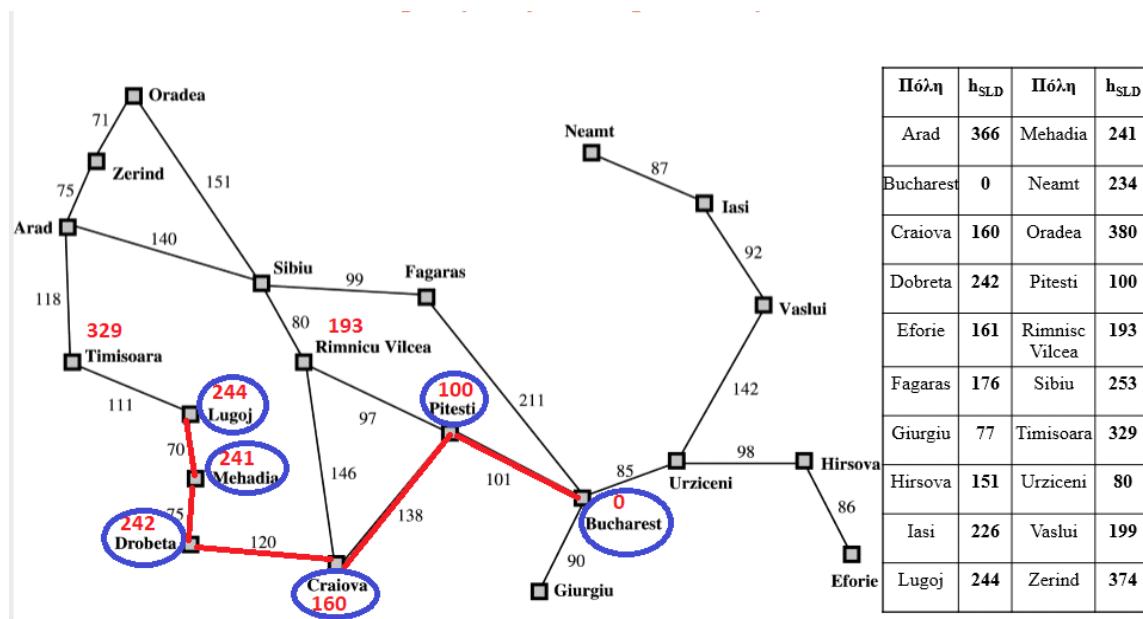 Oradea
71
Neamt
Zerind
87
151
75
Iasi
Arad
140
92
Sibiu
Fagaras
99
118
Vaslui
80
329
193
Timisoara
Rimnicu Vilcea
142
111
244
Lugoj
100
Pitesti
211
97
70
98
Hirsova
241
Mehadia
146
101
85
Urziceni
86
75
138
0
Bucharest
242
Drobeta
120
90
Craiova
160
Giurgiu
Eforie
Πόλη h SLD Πόλη h SLD
Arad 366 Mehadia 241
Bucharest 0 Neamt 234
Craiova 160 Oradea 380
Dobreta 242 Pitesti 100
Eforie 161 Rimnisc Vilcea 193
Fagaras 176 Sibiu 253
Giurgiu 77 Timisoara 329
Hirsova 151 Urziceni 80
Iasi 226 Vaslui 199
Lugoj 244 Zerind 374